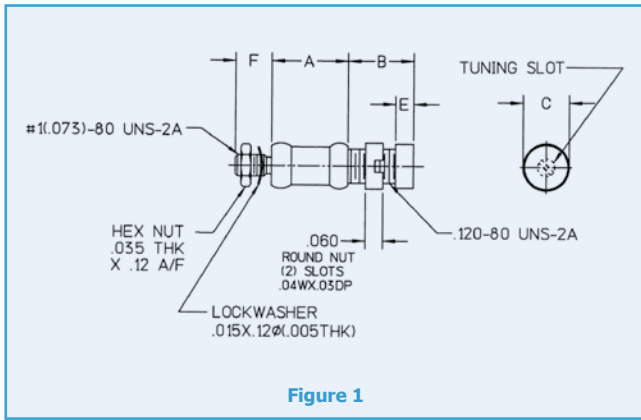 F
A
B
TUNING SLOT
E
C
#1(.073)-80 UNS-2A
HEX NUT
.035 THK
X .12 A/F
.060
ROUND NUT
(2) SLOTS
.04WX.03DP
.120-80 UNS-2A
LOCKWASHER
.015X.12Ø(.005THK)
Figure 1